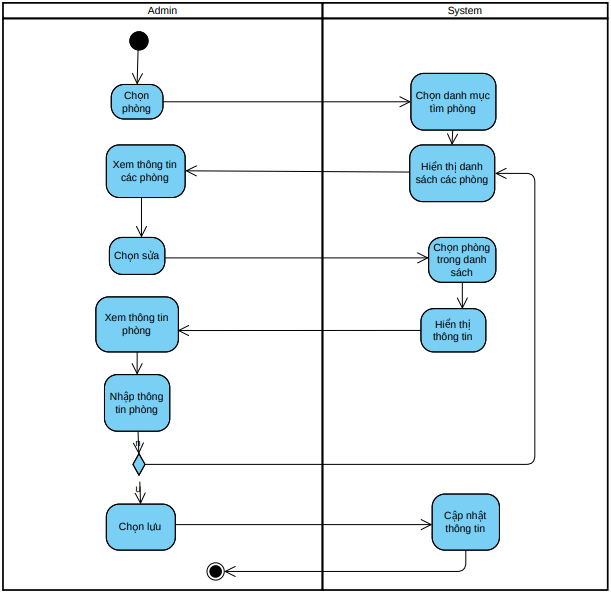 Admin
System
Chọn
phòng
Chọn danh mục
tìm phòng
Xem thông tin
các phòng
Hiển thị danh
sách các phòng
Chọn sửa
Chọn phòng
trong danh
sách
Xem thông tin
phòng
Hiển thị
thông tin
Nhập thông
tin phòng
n
u
Chọn lưu
Cập nhật
thông tin